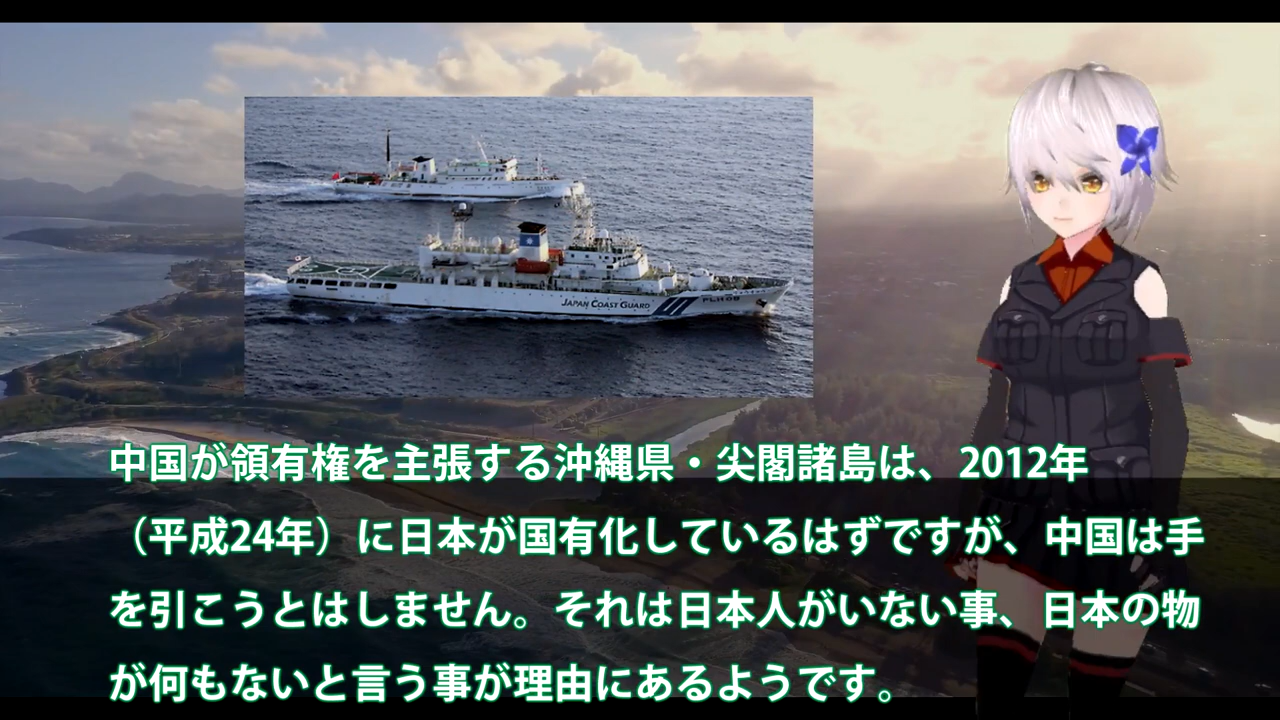 JAPAN COAST GUARD
PLH08
中国が領有権を主張する沖縄県・尖閣諸島は、2012年
（平成24年）に日本が国有化しているはずですが、中国は手
を引こうとはしません。それは日本人がいない事、日本の物
が何もないと言う事が理由にあるようです。